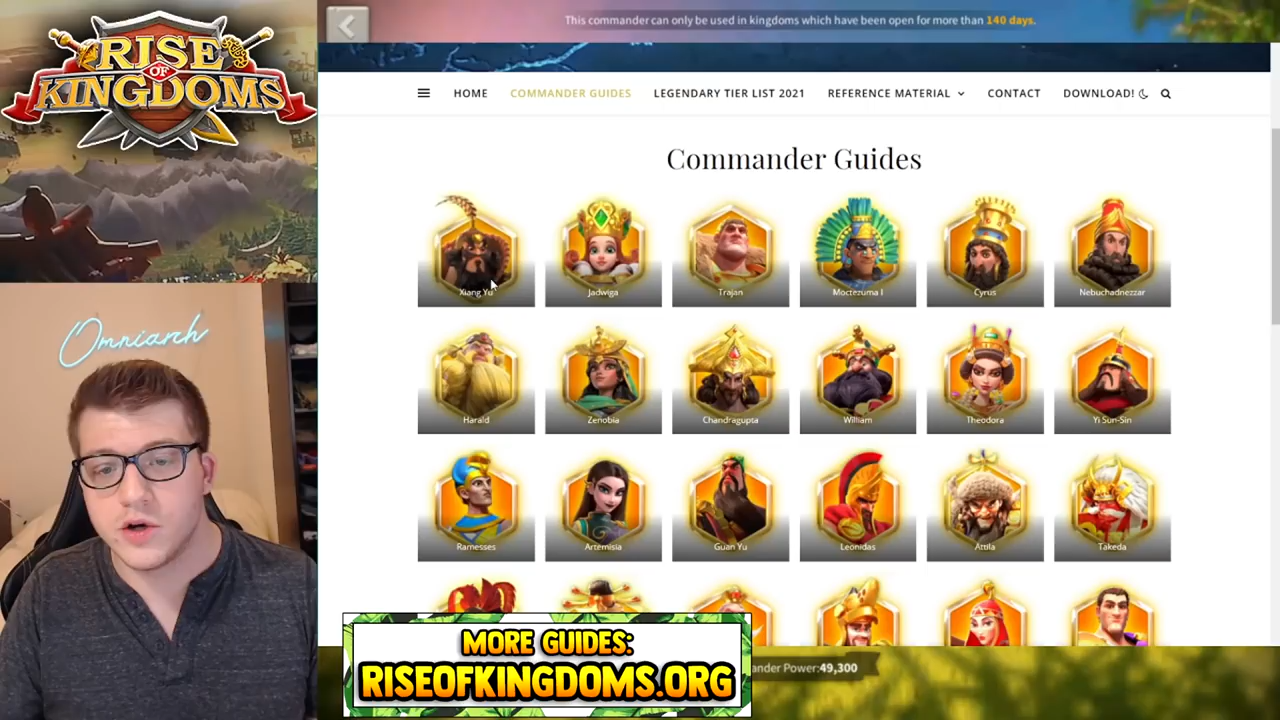 RISE
OF
KINGDOMS
Omniarch
This commander can only be used in kingdoms which have been open for more than 140 days.
HOME COMMANDER GUIDES LEGENDARY TIER LIST 2021 REFERENCE MATERIAL CONTACT DOWNLOAD!
Commander Guides
Xiang Yu Jadwiga Trajan Moctezuma I Cyrus Nebuchadnezzar
Harald Zenobia Chandragupta William Theodora Yi Sun-Sin
Ramesses Artemisia Guan Yu Leonidas Attila Takeda
MORE GUIDES:
RISEOFKINGDOMS.ORG
ander Power:49,300